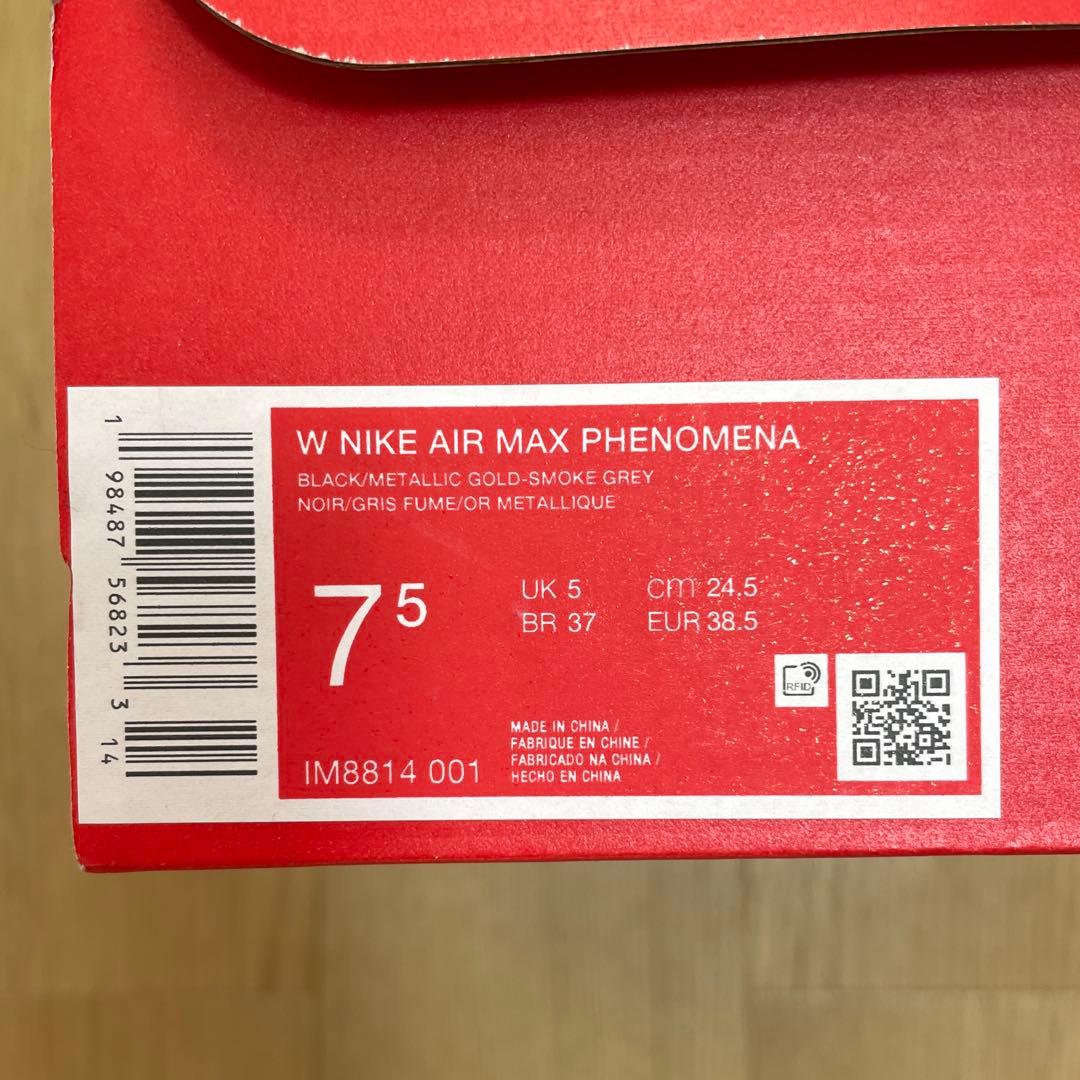 W NIKE AIR MAX PHENOMENA
BLACK/METALLIC GOLD-SMOKE GREY
NOIR/GRIS FUME/OR METALLIQUE
7⁵
UK 5 cm 24.5
BR 37 EUR 38.5
RFID
IM8814 001
MADE IN CHINA /
FABRIQUE EN CHINE /
FABRICADO NA CHINA /
HECHO EN CHINA
1 98487 56823 3 14